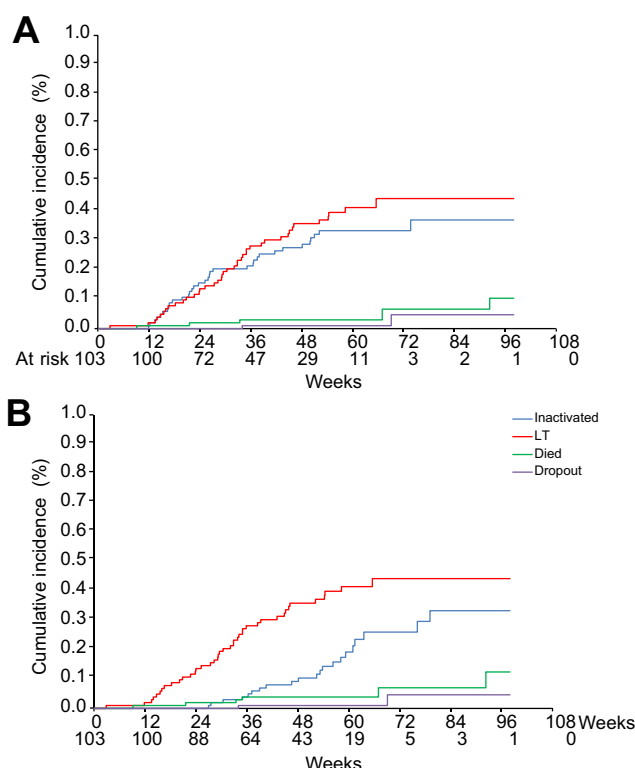 A
Cumulative incidence (%)
1.0
0.9
0.8
0.7
0.6
0.5
0.4
0.3
0.2
0.1
0.0
0 12 24 36 48 60 72 84 96 108
At risk 103 100 72 47 29 11 3 2 1 0
Weeks
B
Cumulative incidence (%)
1.0
0.9
0.8
0.7
0.6
0.5
0.4
0.3
0.2
0.1
0.0
Inactivated
LT
Died
Dropout
0 12 24 36 48 60 72 84 96 108 Weeks
103 100 88 64 43 19 5 3 1 0
Weeks